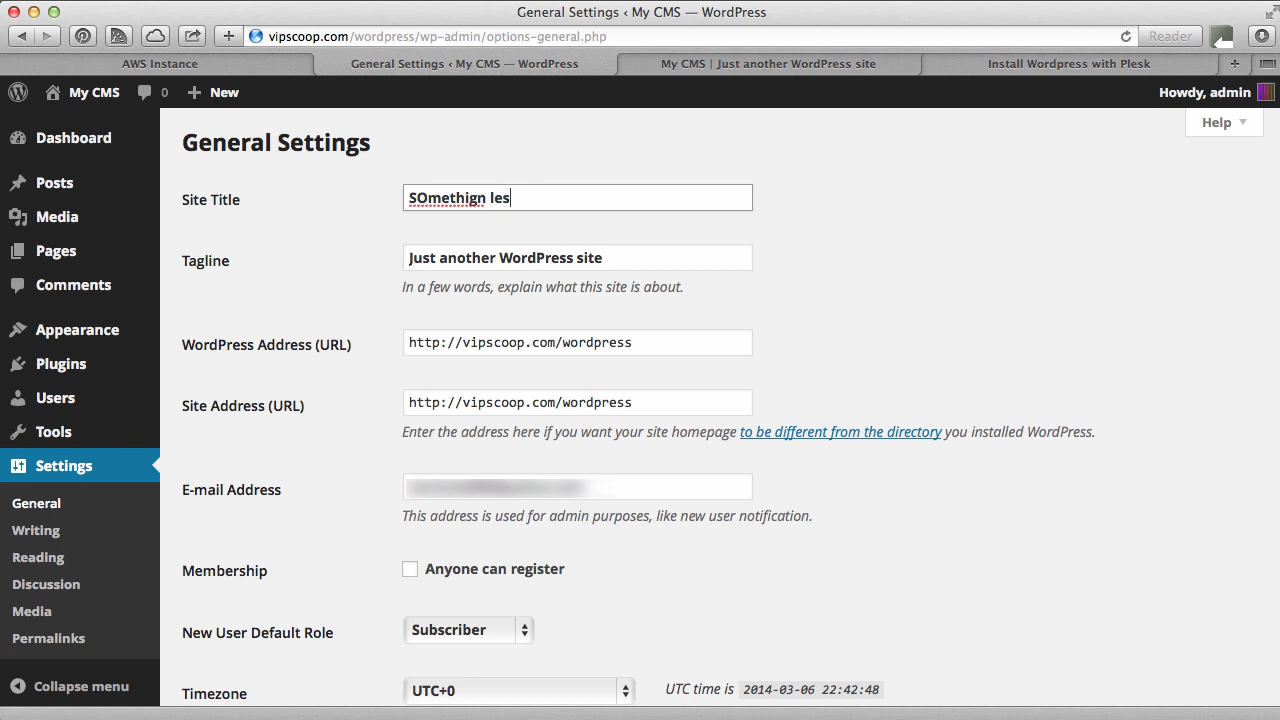 General Settings ‹ My CMS — WordPress
vipscoop.com/wordpress/wp-admin/options-general.php
Reader
AWS Instance
General Settings ‹ My CMS — WordPress
My CMS | Just another WordPress site
Install Wordpress with Plesk
My CMS
0
New
Howdy, admin
Help
Dashboard
Posts
Media
Pages
Comments
Appearance
Plugins
Users
Tools
Settings
General
Writing
Reading
Discussion
Media
Permalinks
Collapse menu
General Settings
Site Title
SOmethign les
Tagline
Just another WordPress site
In a few words, explain what this site is about.
WordPress Address (URL)
http://vipscoop.com/wordpress
Site Address (URL)
http://vipscoop.com/wordpress
Enter the address here if you want your site homepage to be different from the directory you installed WordPress.
E-mail Address
This address is used for admin purposes, like new user notification.
Membership
Anyone can register
New User Default Role
Subscriber
Timezone
UTC+0
UTC time is 2014-03-06 22:42:48